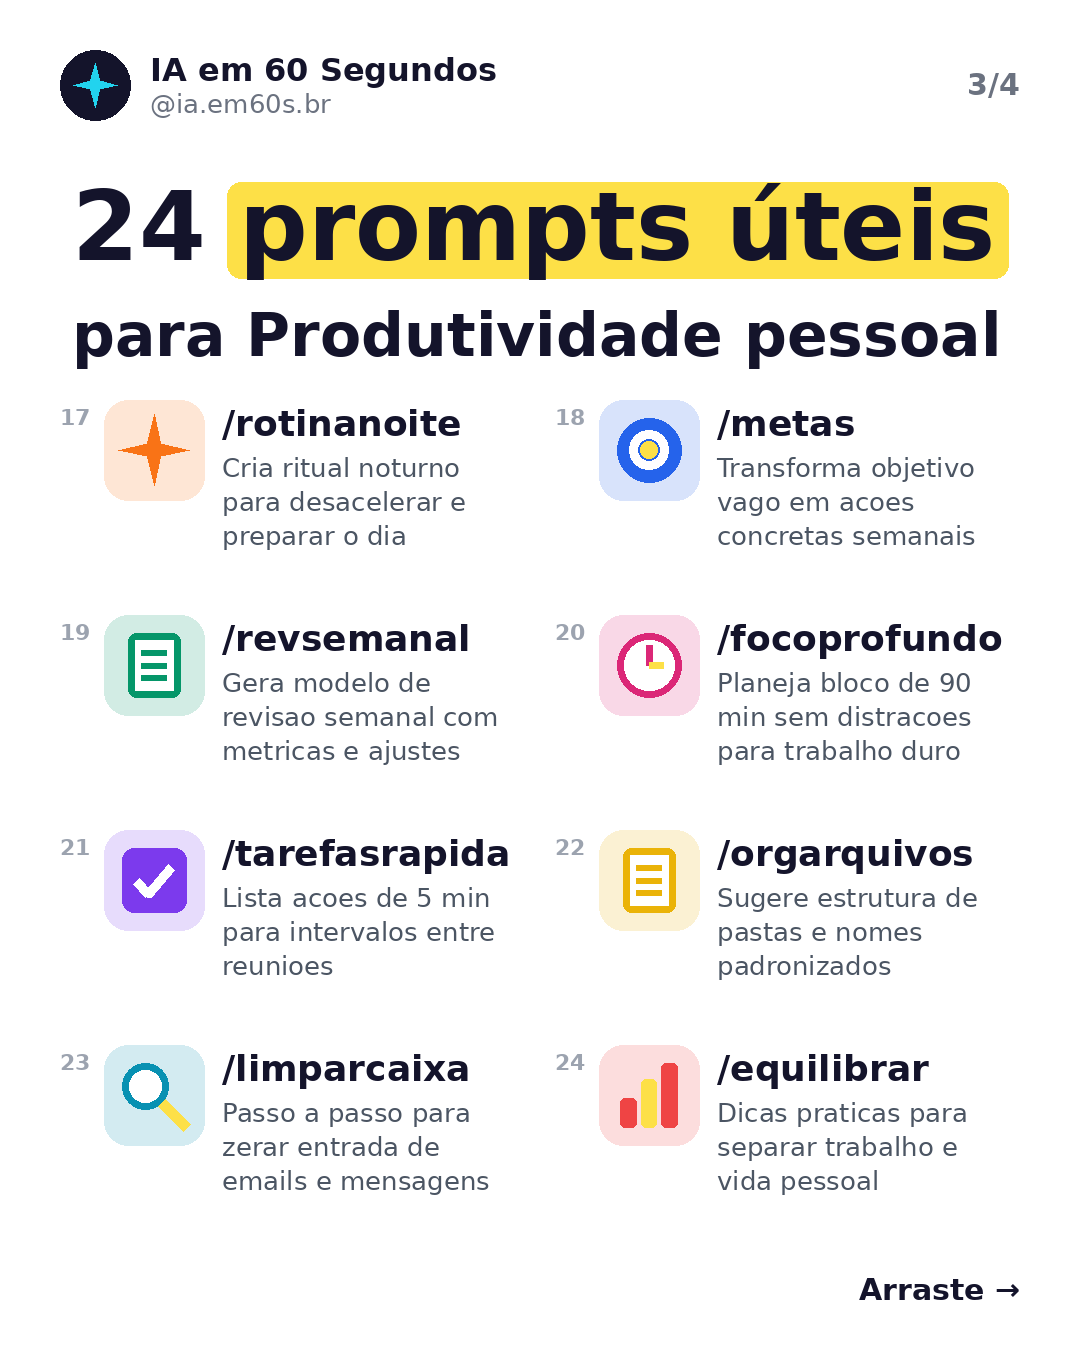 IA em 60 Segundos
@ia.em60s.br
3/4
24 prompts úteis
para Produtividade pessoal
17
/rotinanoite
Cria ritual noturno
para desacelerar e
preparar o dia
18
/metas
Transforma objetivo
vago em acoes
concretas semanais
19
/revsemanal
Gera modelo de
revisao semanal com
metricas e ajustes
20
/focoprofundo
Planeja bloco de 90
min sem distracoes
para trabalho duro
21
/tarefasrapida
Lista acoes de 5 min
para intervalos entre
reunioes
22
/orgarquivos
Sugere estrutura de
pastas e nomes
padronizados
23
/limparcaixa
Passo a passo para
zerar entrada de
emails e mensagens
24
/equilibrar
Dicas praticas para
separar trabalho e
vida pessoal
Arraste →